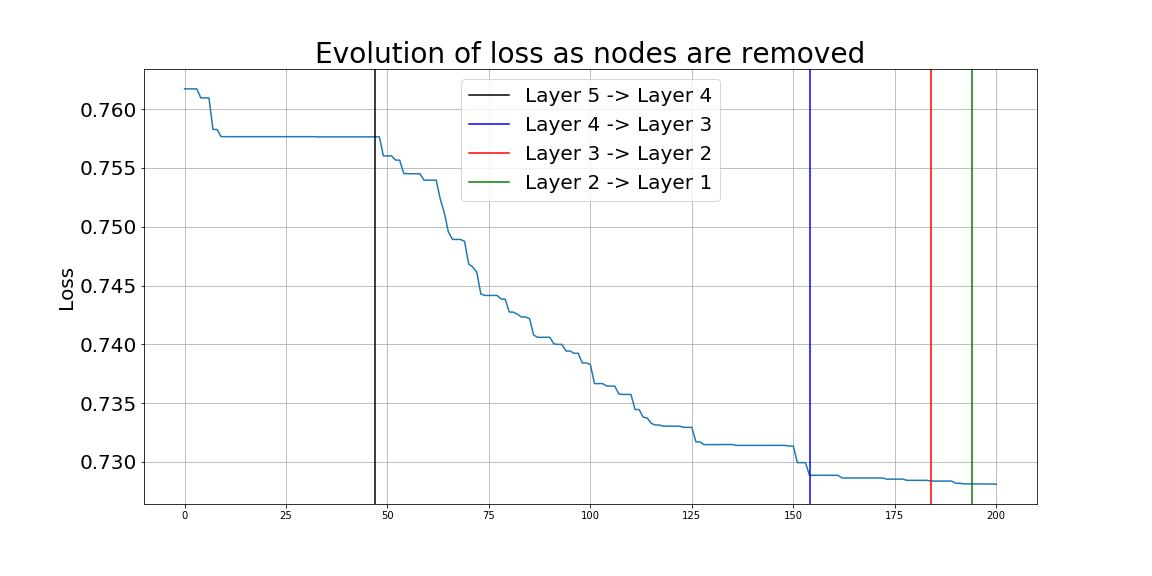 Evolution of loss as nodes are removed
Layer 5 -> Layer 4
Layer 4 -> Layer 3
Layer 3 -> Layer 2
Layer 2 -> Layer 1
Loss
0.760
0.755
0.750
0.745
0.740
0.735
0.730
0 25 50 75 100 125 150 175 200